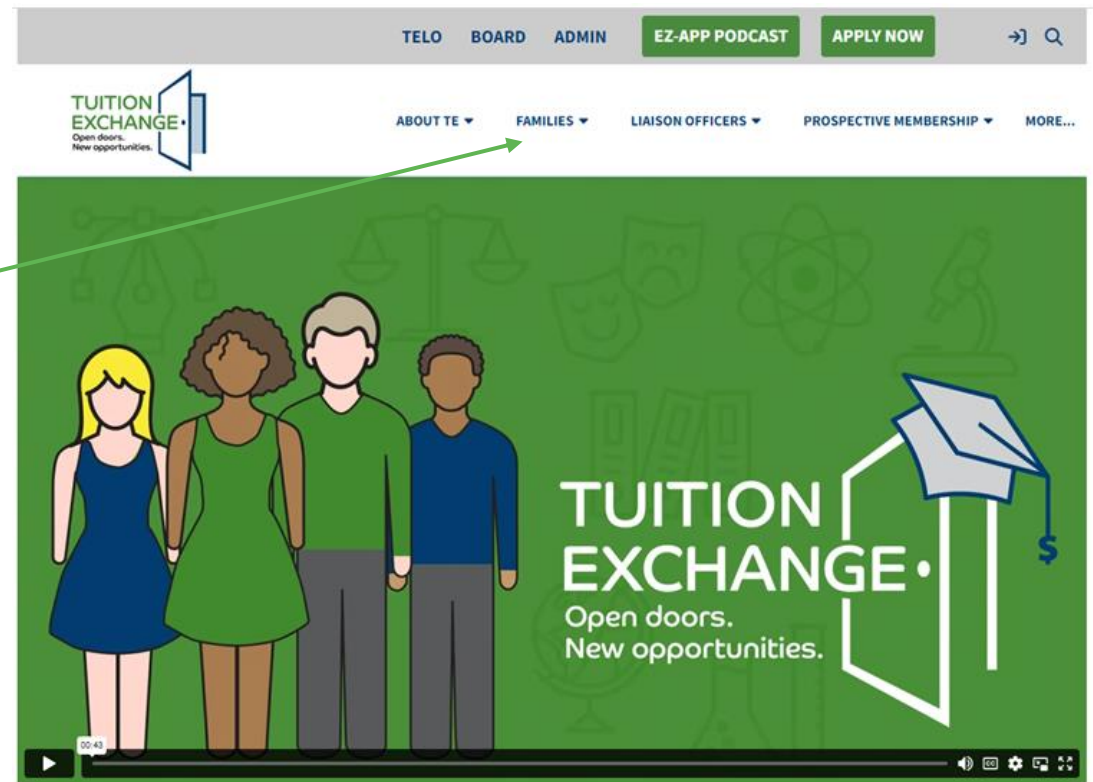 TELO BOARD ADMIN EZ-APP PODCAST APPLY NOW
TUITION
EXCHANGE
Open doors.
New opportunities.
ABOUT TE FAMILIES LIAISON OFFICERS PROSPECTIVE MEMBERSHIP MORE...
TUITION
EXCHANGE
Open doors.
New opportunities.
$
00:43
CC